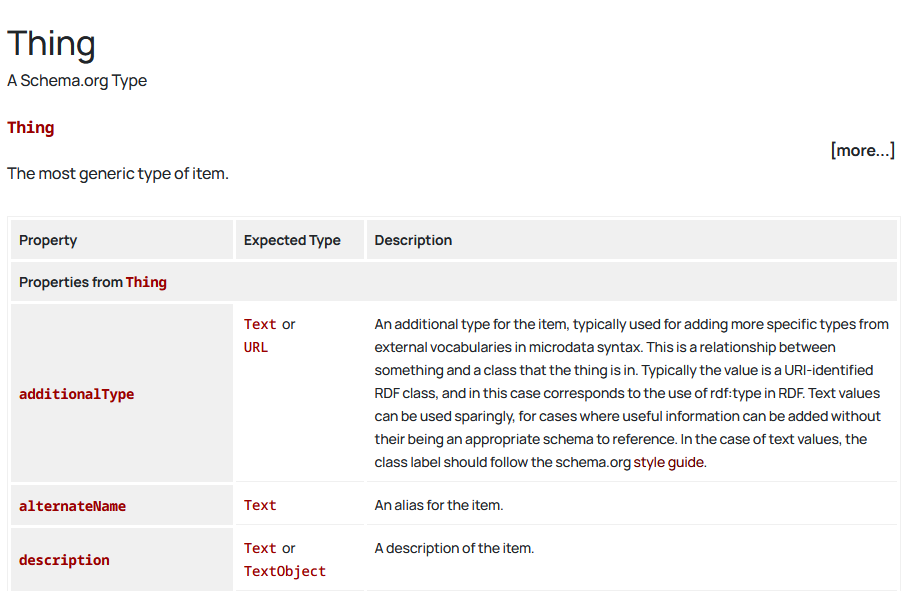 Thing
A Schema.org Type
Thing
[more...]
The most generic type of item.
Property Expected Type Description
Properties from Thing
additionalType
Text or
URL
An additional type for the item, typically used for adding more specific types from
external vocabularies in microdata syntax. This is a relationship between
something and a class that the thing is in. Typically the value is a URI-identified
RDF class, and in this case corresponds to the use of rdf:type in RDF. Text values
can be used sparingly, for cases where useful information can be added without
their being an appropriate schema to reference. In the case of text values, the
class label should follow the schema.org style guide.
alternateName Text An alias for the item.
description
Text or
TextObject
A description of the item.